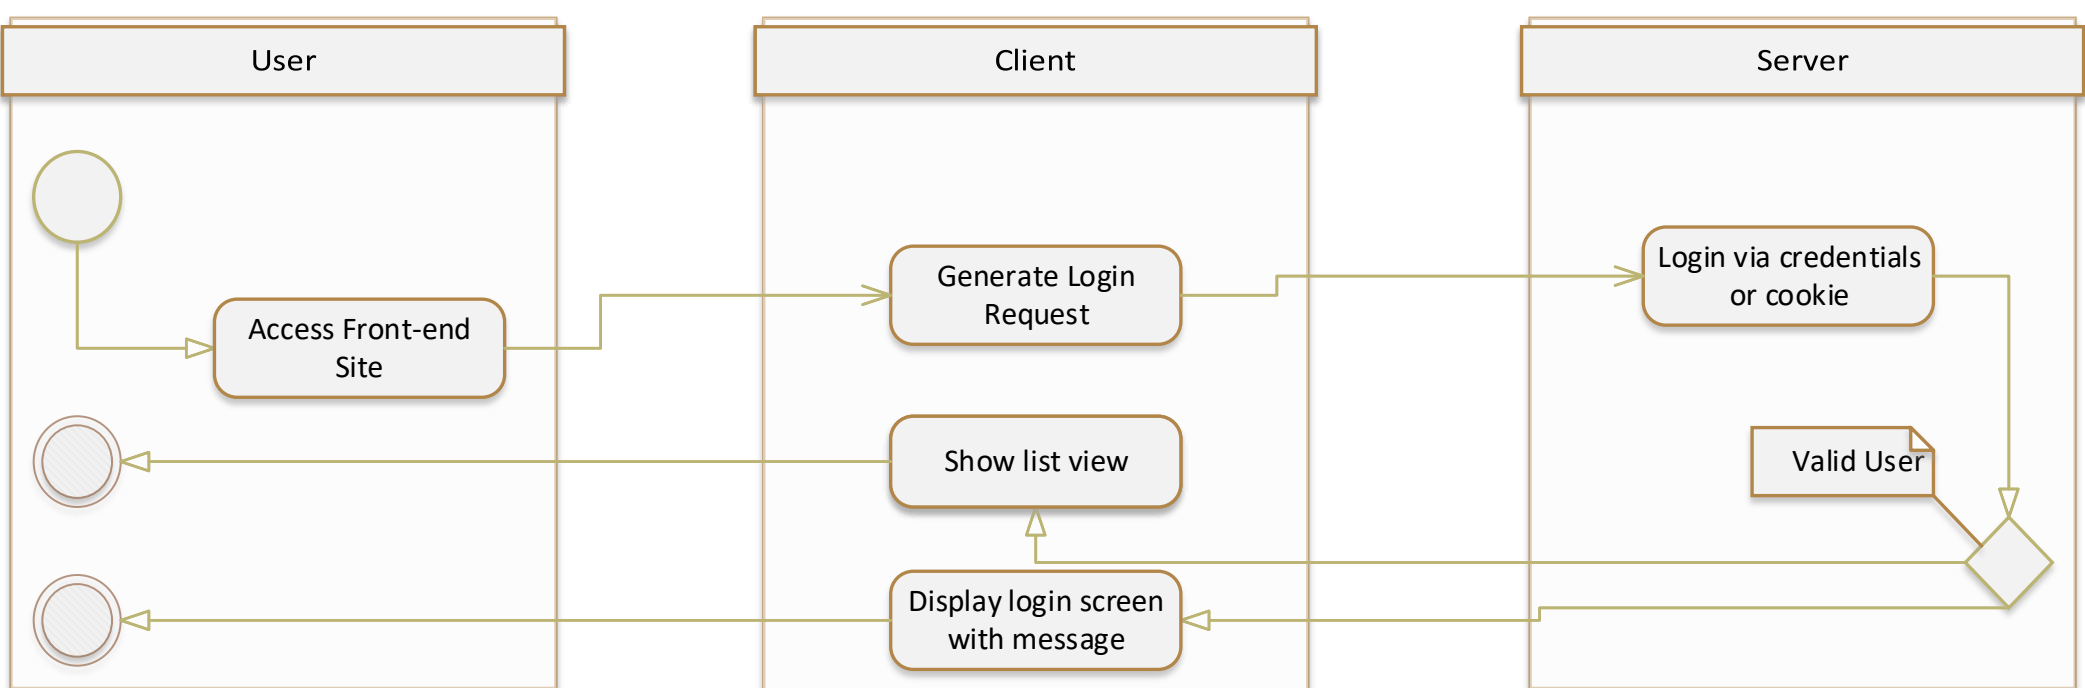 User
Client
Server
Access Front-end
Site
Generate Login
Request
Login via credentials
or cookie
Show list view
Valid User
Display login screen
with message